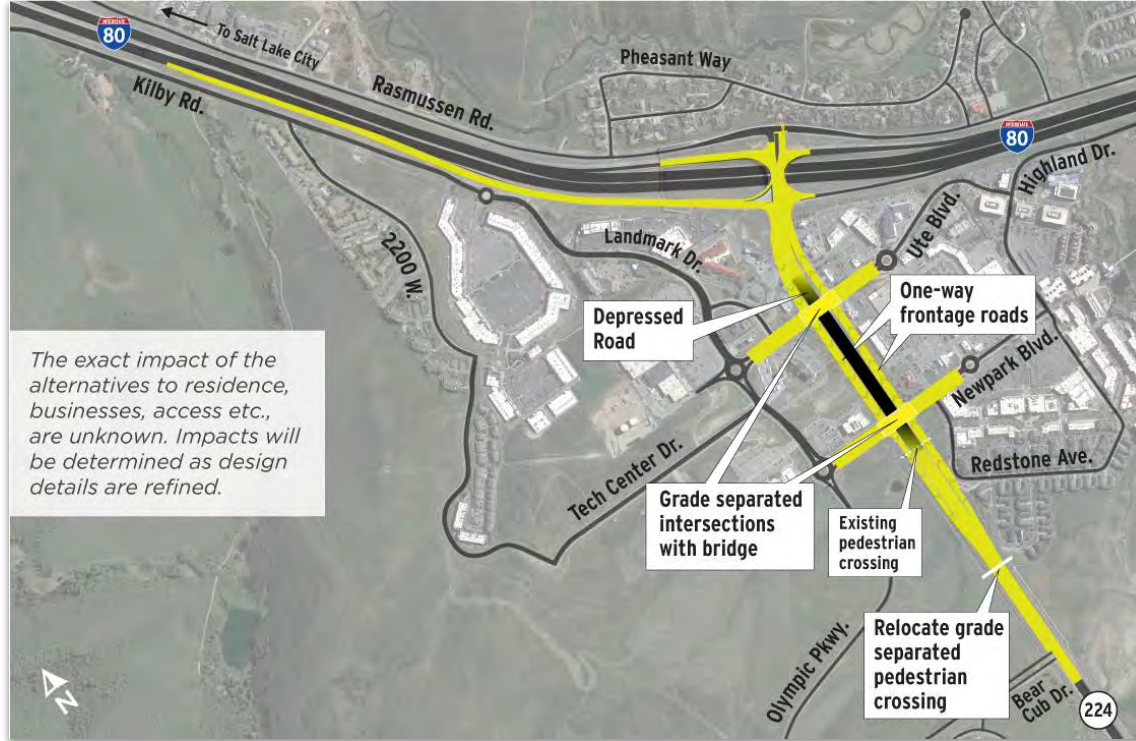 INTERSTATE
80
To Salt Lake City
Kilby Rd.
Rasmussen Rd.
Pheasant Way
INTERSTATE
80
Highland Dr.
2200 W.
Landmark Dr.
Ute Blvd.
Depressed
Road
One-way
frontage roads
Newpark Blvd.
The exact impact of the
alternatives to residence,
businesses, access etc.,
are unknown. Impacts will
be determined as design
details are refined.
Tech Center Dr.
Redstone Ave.
Grade separated
intersections
with bridge
Existing
pedestrian
crossing
Olympic Pkwy.
Relocate grade
separated
pedestrian
crossing
Bear
Cub Dr.
224
N